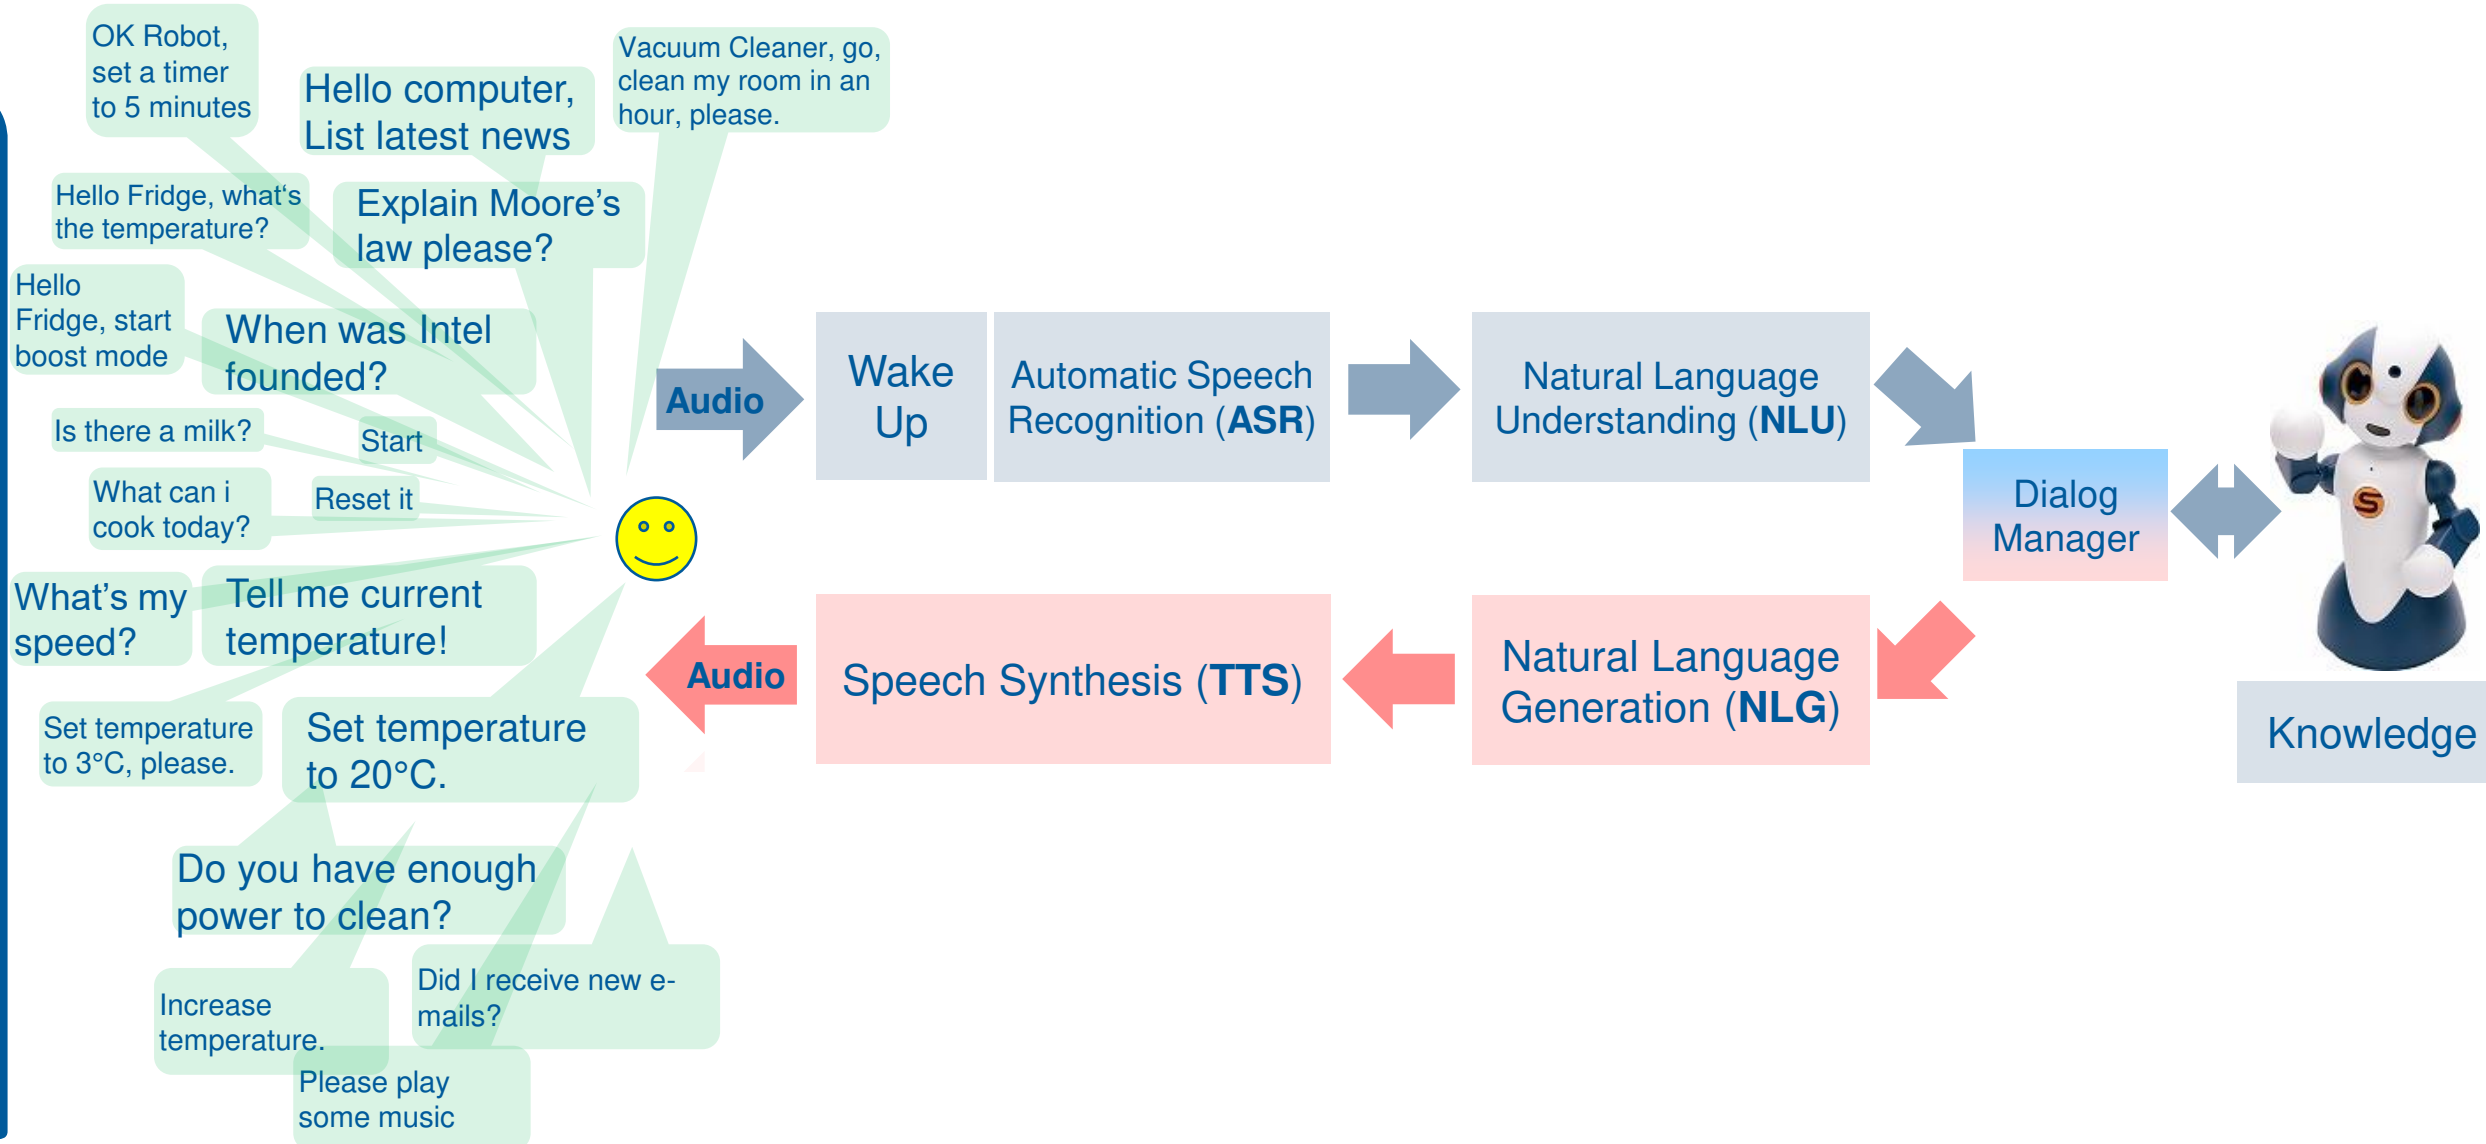 OK Robot,
set a timer
to 5 minutes
Hello computer,
List latest news
Vacuum Cleaner, go,
clean my room in an
hour, please.
Hello Fridge, what‘s
the temperature?
Explain Moore’s
law please?
Hello
Fridge, start
boost mode
When was Intel
founded?
Is there a milk?
Start
What can i
cook today?
Reset it
What’s my
speed?
Tell me current
temperature!
Set temperature
to 3°C, please.
Set temperature
to 20°C.
Do you have enough
power to clean?
Increase
temperature.
Did I receive new e-
mails?
Please play
some music
Audio
Wake
Up
Automatic Speech
Recognition (ASR)
Natural Language
Understanding (NLU)
Dialog
Manager
S
Knowledge
Natural Language
Generation (NLG)
Speech Synthesis (TTS)
Audio